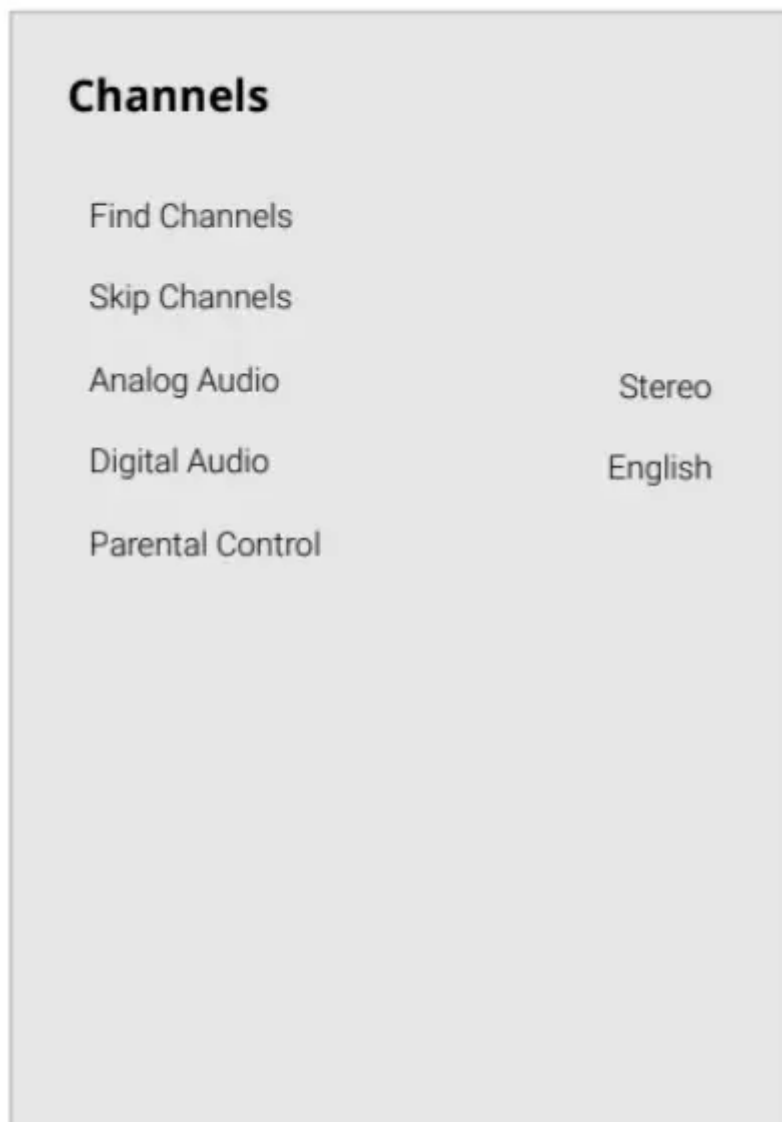 Channels
Find Channels
Skip Channels
Analog Audio Stereo
Digital Audio English
Parental Control